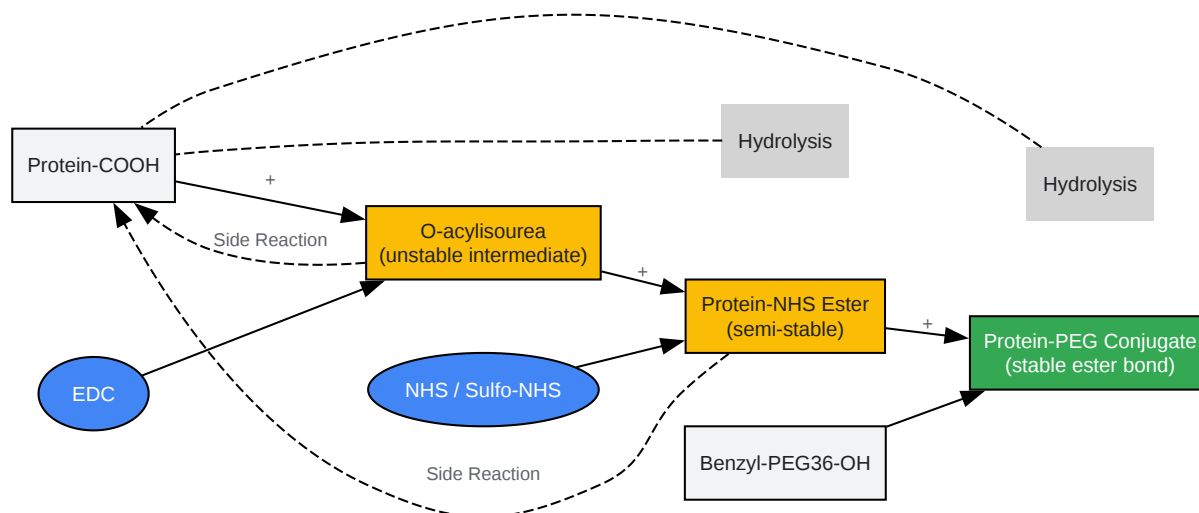 Hydrolysis
Protein-COOH
Hydrolysis
+
Side Reaction
O-acylisourea
(unstable intermediate)
+
Protein-NHS Ester
(semi-stable)
+
Protein-PEG Conjugate
(stable ester bond)
EDC
NHS / Sulfo-NHS
Benzyl-PEG36-OH
Side Reaction